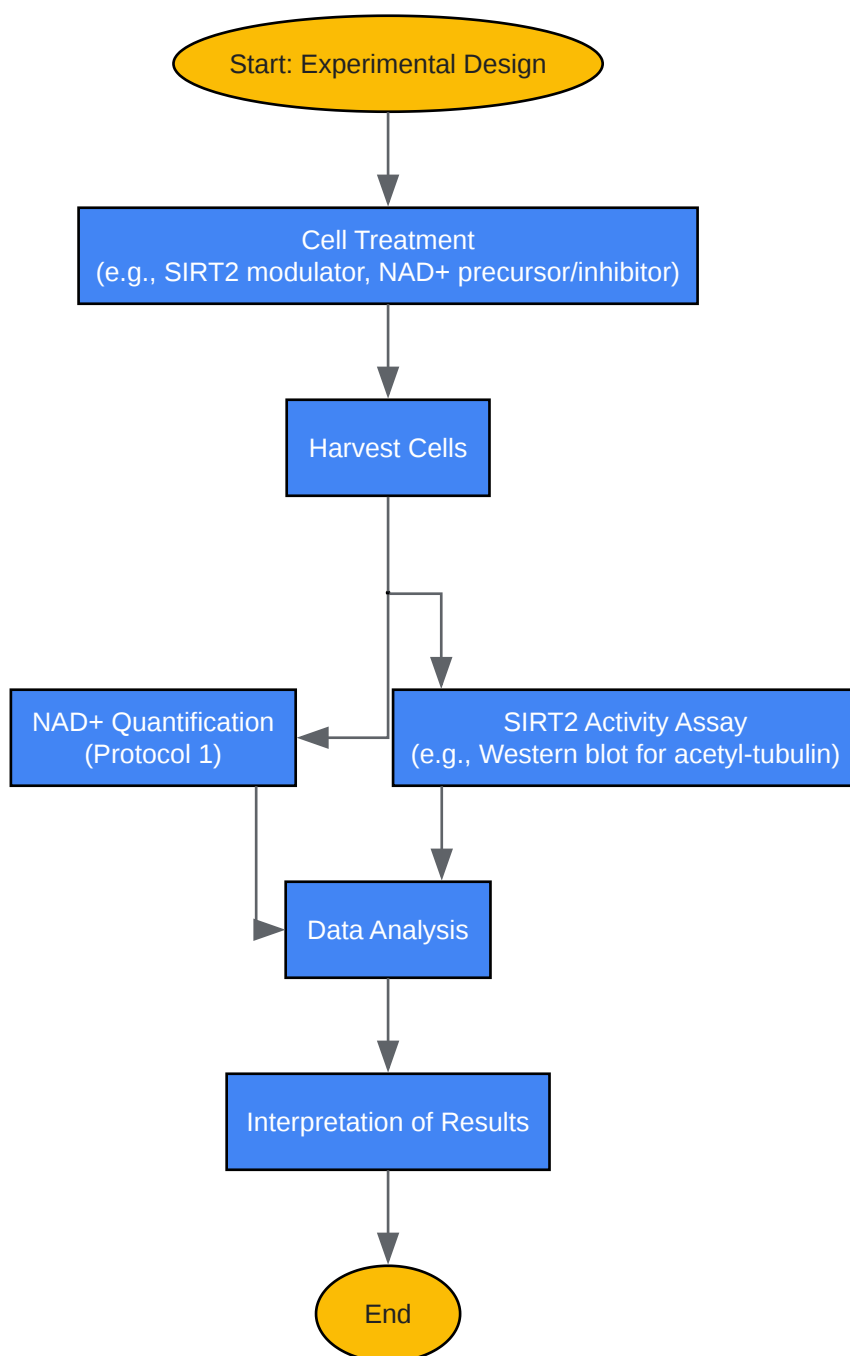 Start: Experimental Design
Cell Treatment
(e.g., SIRT2 modulator, NAD+ precursor/inhibitor)
Harvest Cells
NAD+ Quantification
(Protocol 1)
SIRT2 Activity Assay
(e.g., Western blot for acetyl-tubulin)
Data Analysis
Interpretation of Results
End